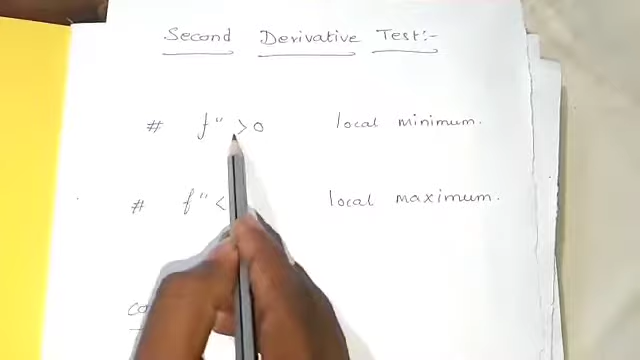 Second Derivative Test:-
# f" >0 local minimum.
# f" < local maximum.